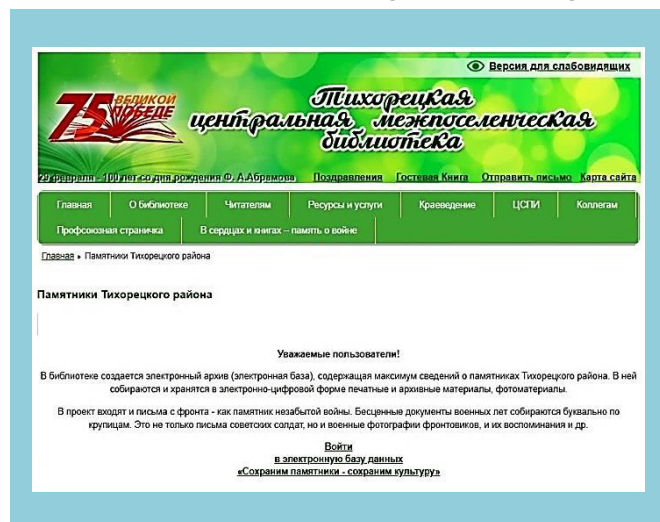 Версия для слабовидящих
75 ВЕЛИКОЙ
ПОБЕДЕ
Тихорецкая
центральная межпоселенческая
библиотека
29 февраля - 100 лет со дня рождения Ф. А.Абрамова Поздравления Гостевая Книга Отправить письмо Карта сайта
Главная О библиотеке Читателям Ресурсы и услуги Краеведение ЦСПИ Коллегам
Профсоюзная страничка В сердцах и книгах – память о войне
Главная » Памятники Тихорецкого района
Памятники Тихорецкого района
Уважаемые пользователи!
В библиотеке создается электронный архив (электронная база), содержащая максимум сведений о памятниках Тихорецкого района. В ней
собираются и хранятся в электронно-цифровой форме печатные и архивные материалы, фотоматериалы.
В проект входят и письма с фронта - как памятник незабытой войны. Бесценные документы военных лет собираются буквально по
крупицам. Это не только письма советских солдат, но и военные фотографии фронтовиков, и их воспоминания и др.
Войти
в электронную базу данных
«Сохраним памятники - сохраним культуру»